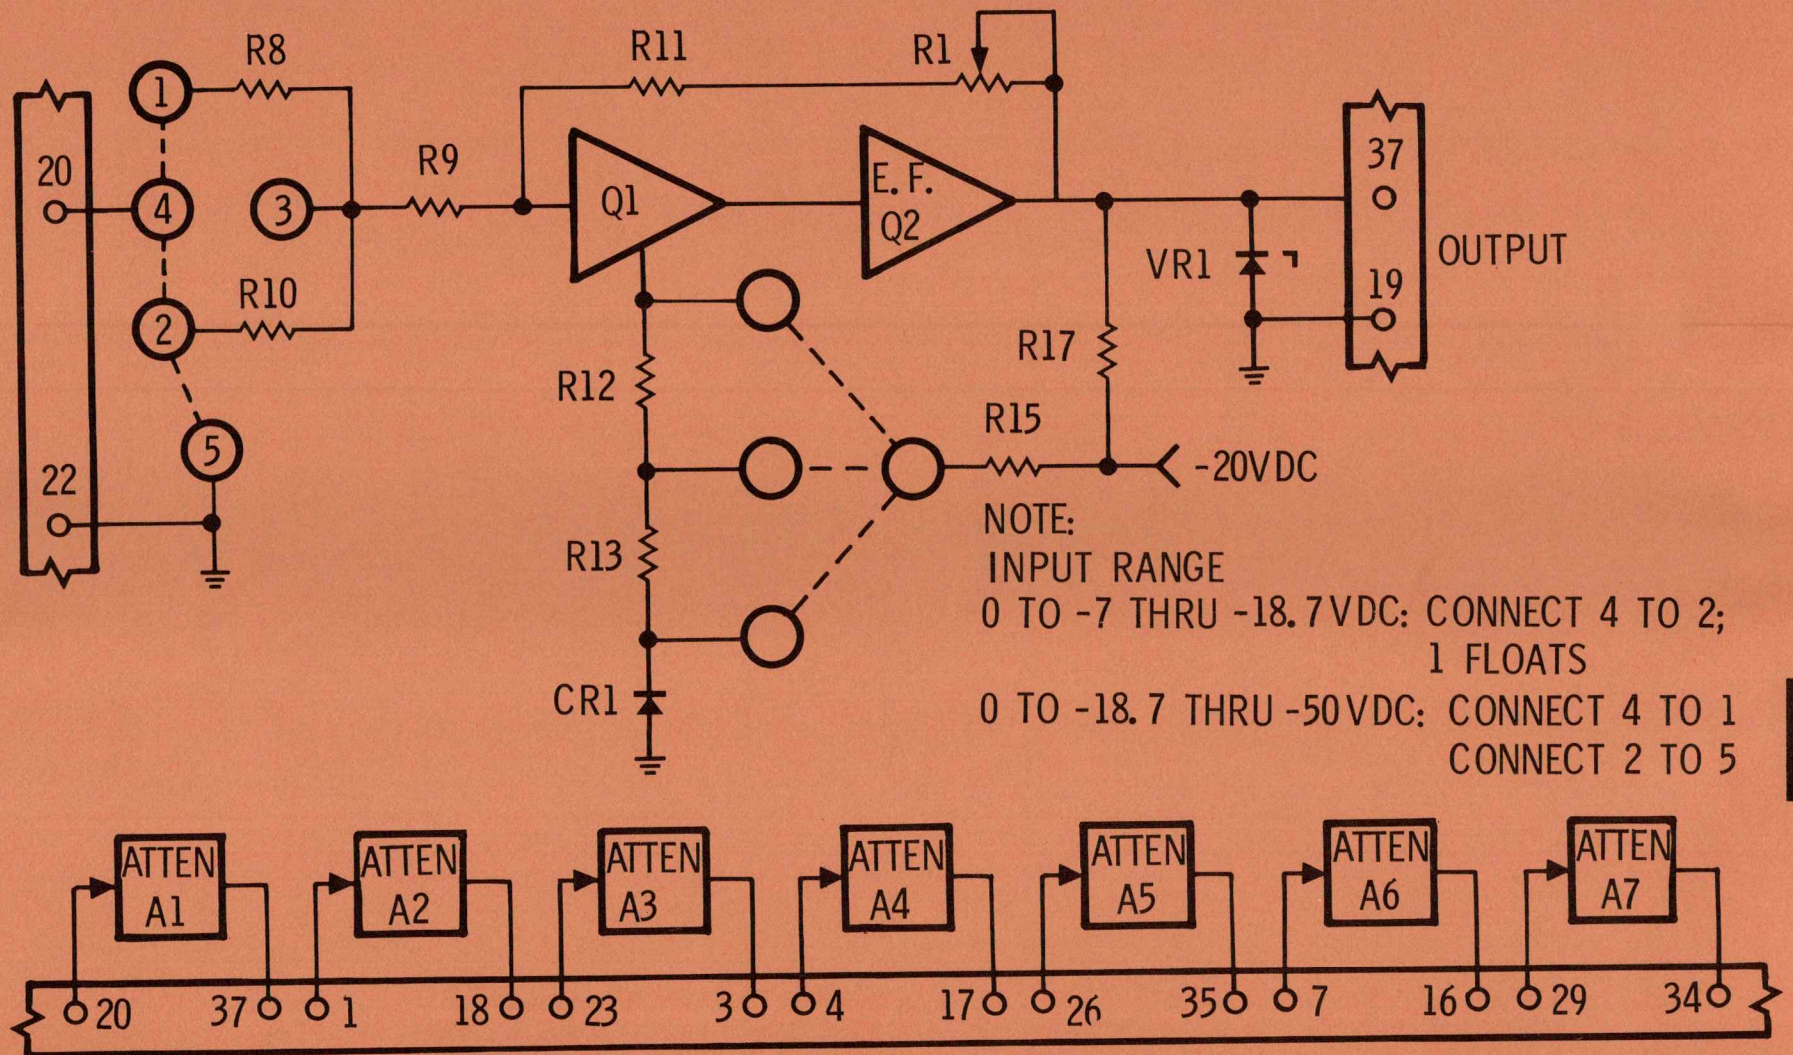 R8
R11
R1
1
R9
20
4
3
Q1
E. F.
Q2
37
R10
VR1
19
OUTPUT
2
R12
R17
5
R15
22
-20VDC
R13
NOTE:
INPUT RANGE
0 TO -7 THRU -18.7VDC: CONNECT 4 TO 2;
1 FLOATS
CR1
0 TO -18.7 THRU -50VDC: CONNECT 4 TO 1
CONNECT 2 TO 5
ATTEN
A1
ATTEN
A2
ATTEN
A3
ATTEN
A4
ATTEN
A5
ATTEN
A6
ATTEN
A7
20 37 1 18 23 3 4 17 26 35 7 16 29 34